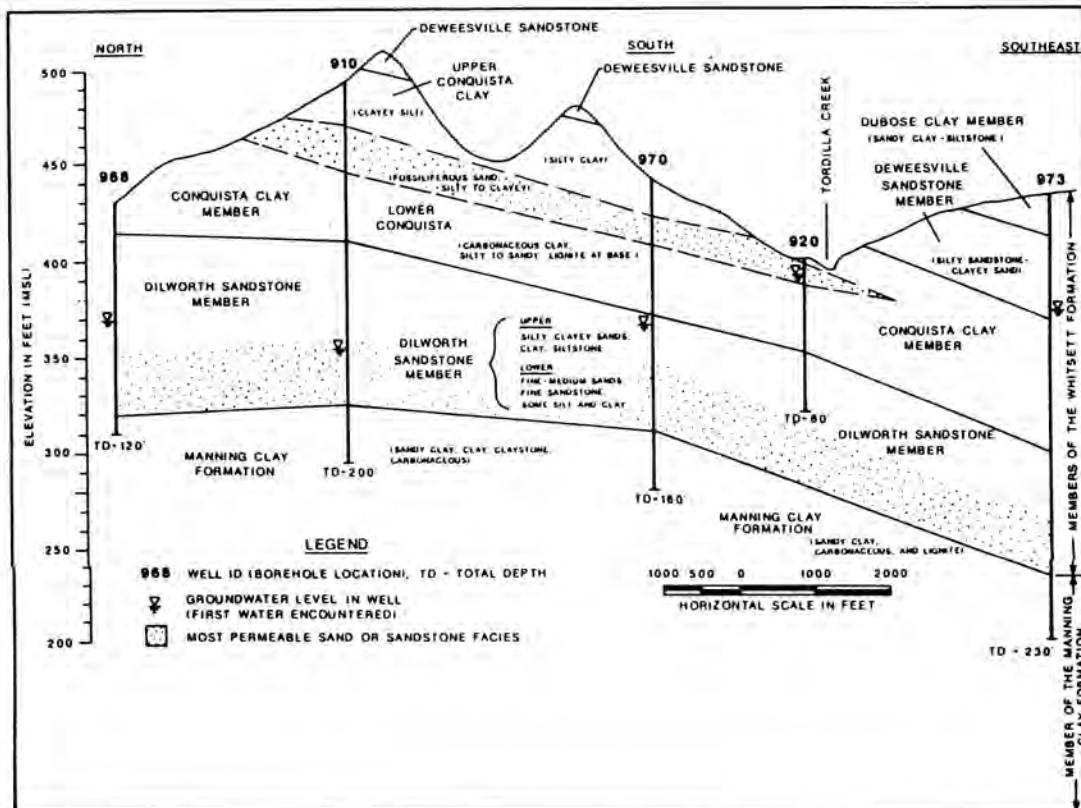 DEWEESVILLE SANDSTONE
NORTH
SOUTH
SOUTHEAST
DEWEESVILLE SANDSTONE
910
UPPER
CONQUISTA
CLAY
(CLAYEY SILT)
TORDILLA CREEK
DUBOSE CLAY MEMBER
(SANDY CLAY - SILTSTONE)
DEWEESVILLE
SANDSTONE
MEMBER
973
968
(SILTY CLAY)
970
(FOSSILIFEROUS SAND,
SILTY TO CLAYEY)
CONQUISTA CLAY
MEMBER
LOWER
CONQUISTA
(CARBONACEOUS CLAY,
SILTY TO SANDY, LIGNITE AT BASE)
920
(SILTY SANDSTONE-
CLAYEY SAND)
DILWORTH SANDSTONE
MEMBER
CONQUISTA CLAY
MEMBER
DILWORTH
SANDSTONE
MEMBER
UPPER
SILTY CLAYEY SANDS,
CLAY, SILTSTONE
LOWER
FINE-MEDIUM SANDS,
FINE SANDSTONE,
SOME SILT AND CLAY
TD-120'
TD-200'
TD-160'
TD-80'
TD - 230'
DILWORTH SANDSTONE
MEMBER
MANNING CLAY
FORMATION
(SANDY CLAY, CLAY, CLAYSTONE,
CARBONACEOUS)
MANNING CLAY
FORMATION
(SANDY CLAY,
CARBONACEOUS, AND LIGNITE)
ELEVATION IN FEET (MSL)
500
450
400
350
300
250
200
LEGEND
968 WELL ID (BOREHOLE LOCATION), TD - TOTAL DEPTH
GROUNDWATER LEVEL IN WELL
(FIRST WATER ENCOUNTERED)
MOST PERMEABLE SAND OR SANDSTONE FACIES
1000 500 0 1000 2000
HORIZONTAL SCALE IN FEET
MEMBERS OF THE WHITSETT FORMATION
MEMBER OF THE MANNING
CLAY FORMATION